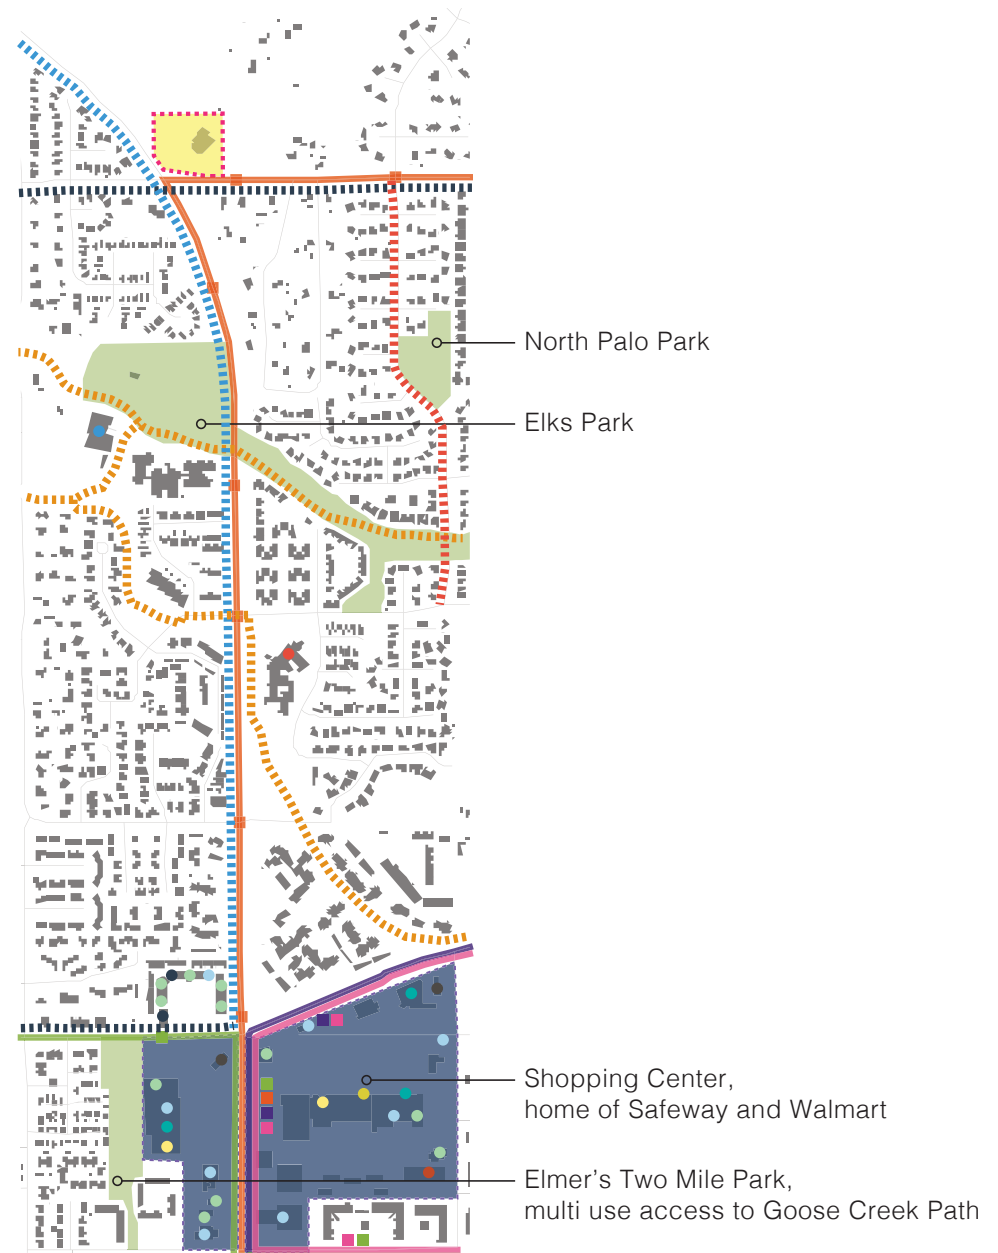 North Palo Park
Elks Park
Shopping Center,
home of Safeway and Walmart
Elmer's Two Mile Park,
multi use access to Goose Creek Path